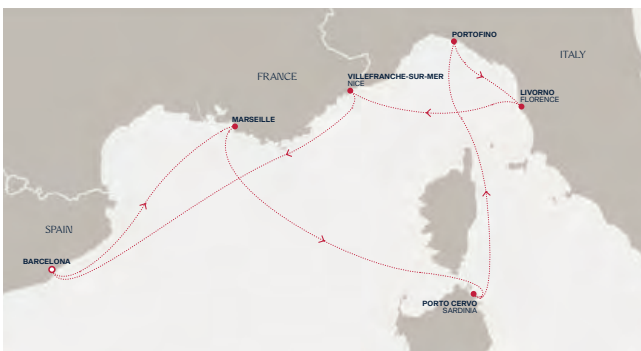 PORTOFINO
ITALY
FRANCE
VILLEFRANCHE-SUR-MER
NICE
LIVORNO
FLORENCE
MARSEILLE
SPAIN
BARCELONA
PORTO CERVO
SARDINIA